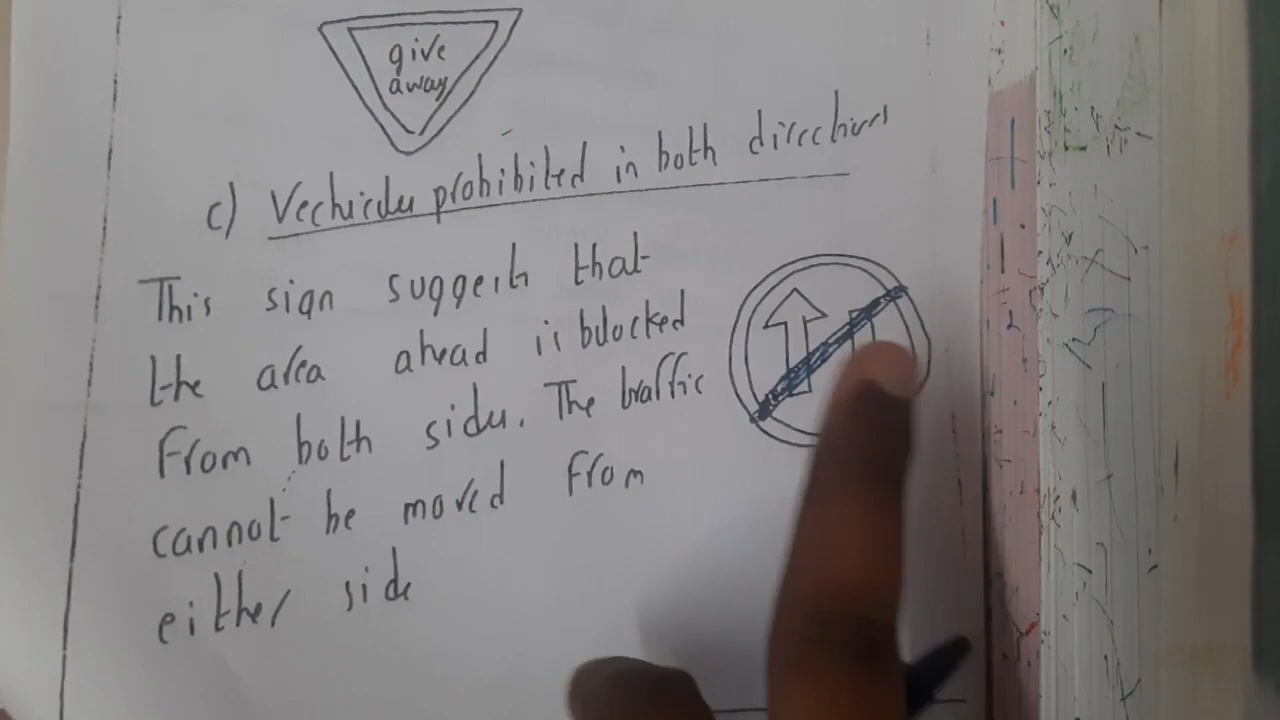 give
away
c) Vechicles prohibited in both directions
This sign suggests that
the area ahead is blocked
From both sides. The traffic
cannot be moved from
either side